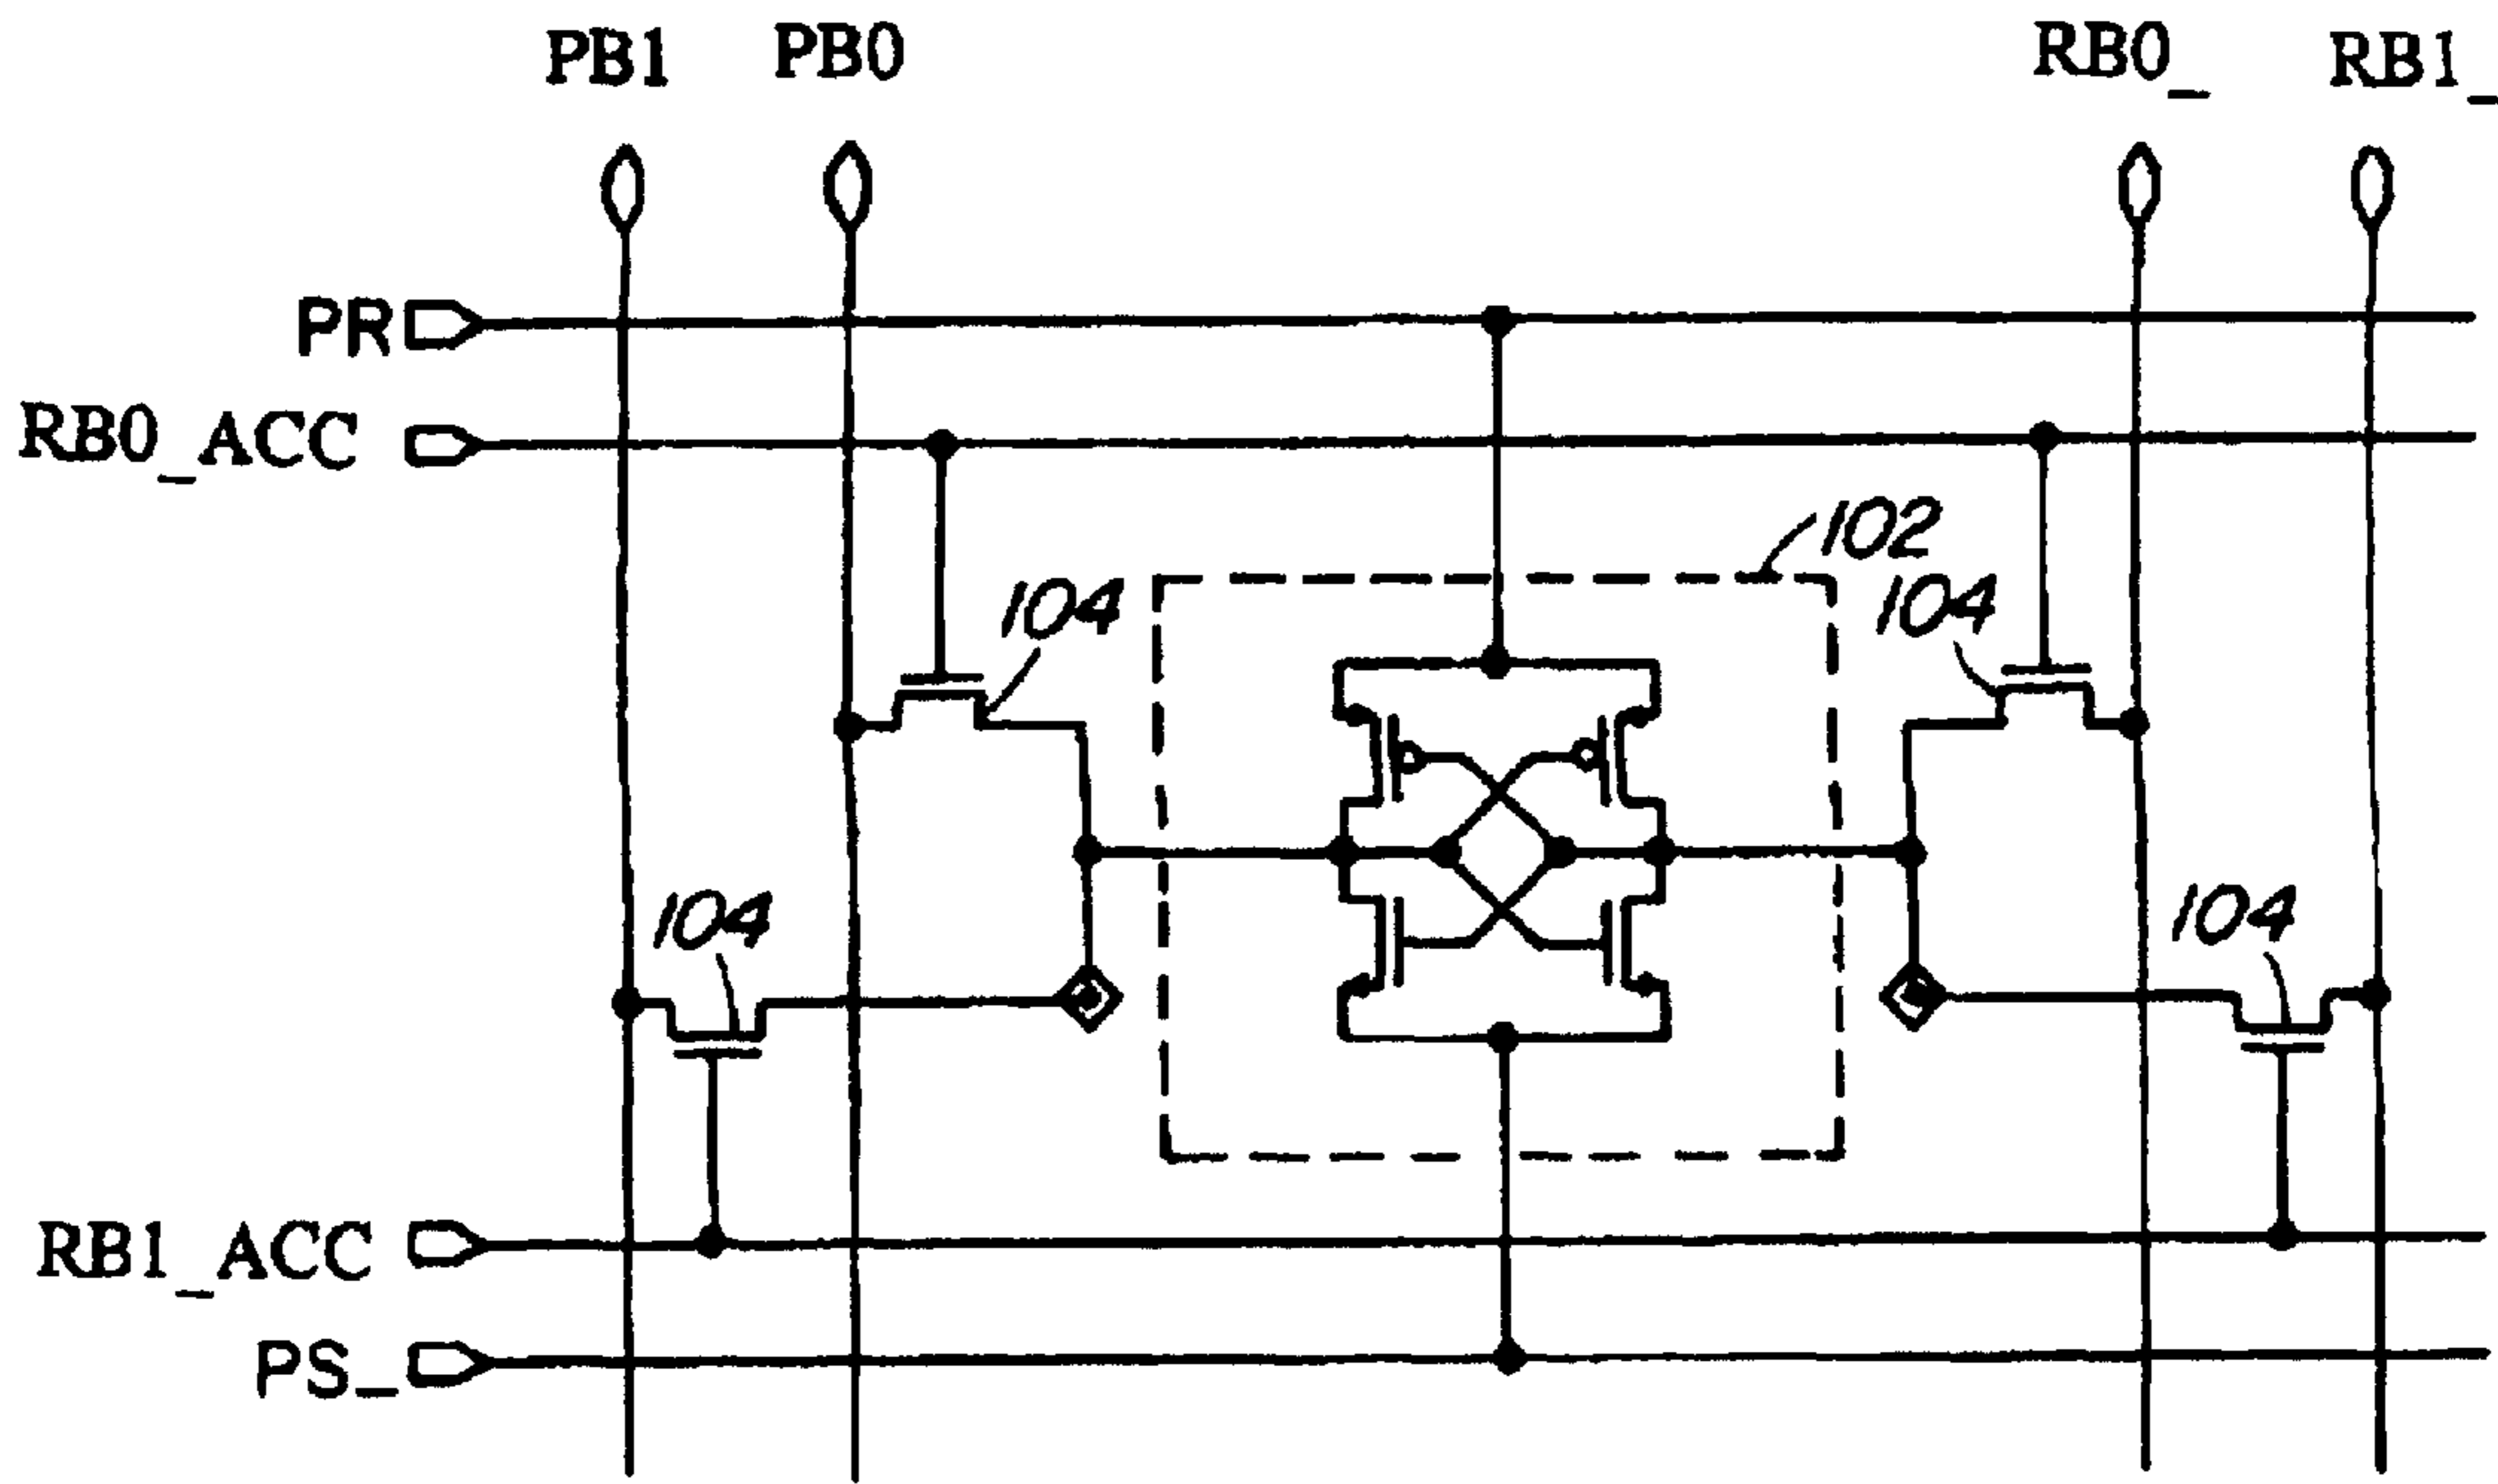 PB1 PB0 RB0_ RB1_
PR
RB0_ACC
102
104 104
104 104
RB1_ACC
PS_